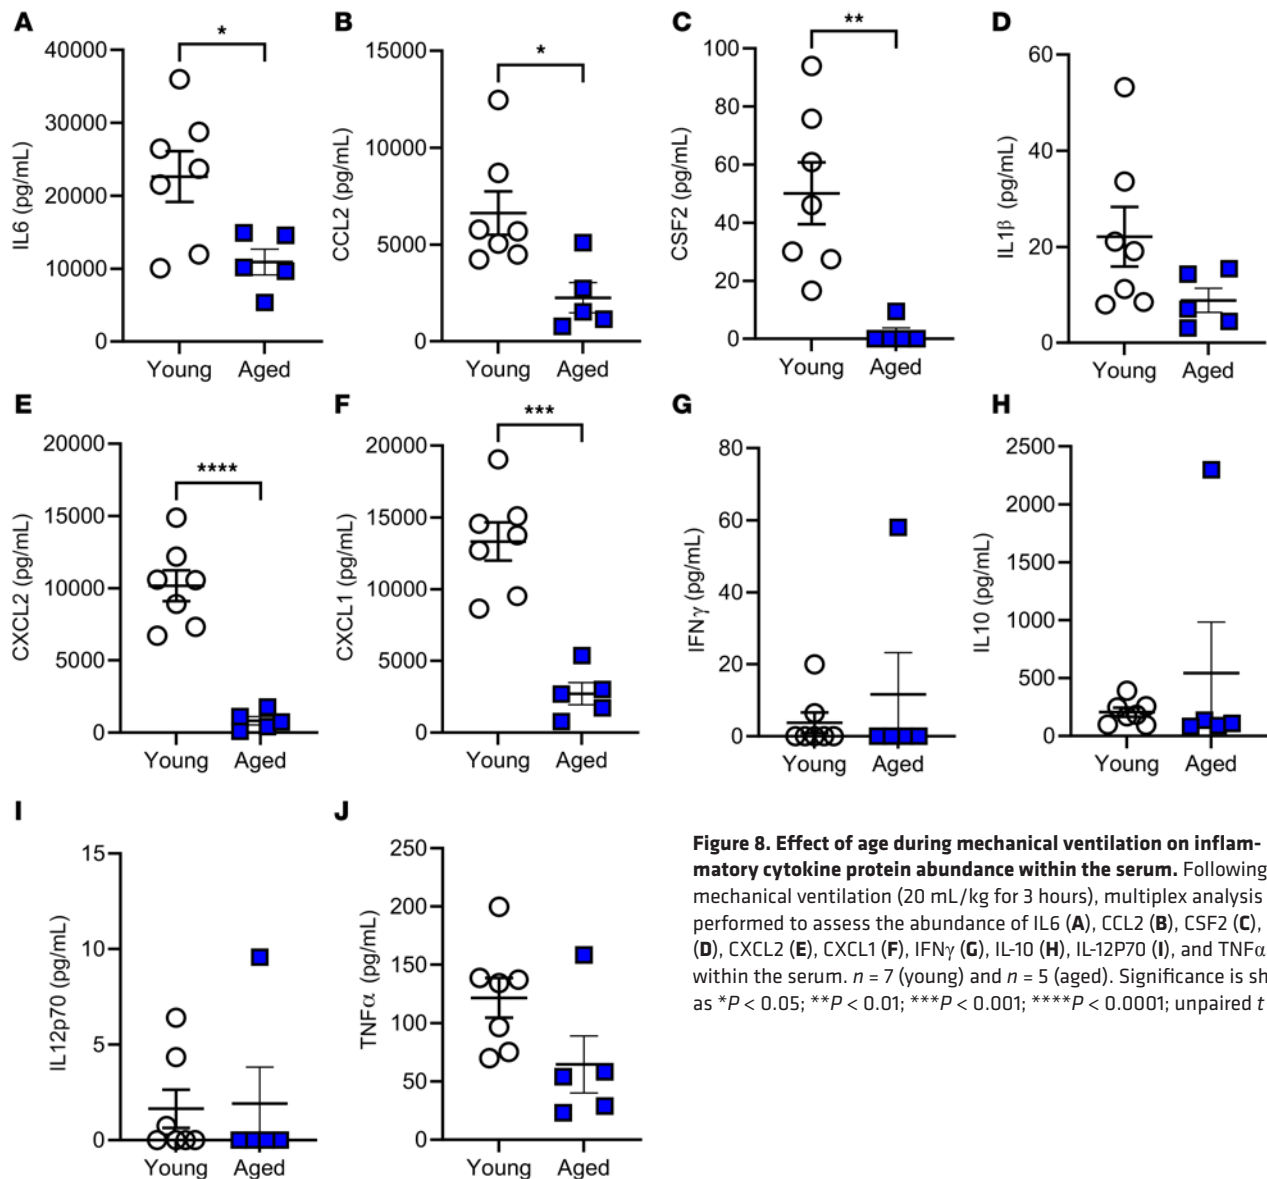 A
B
C
D
*
*
**
40000
30000
20000
10000
0
IL6 (pg/mL)
Young Aged
15000
10000
5000
0
CCL2 (pg/mL)
Young Aged
100
80
60
40
20
0
CSF2 (pg/mL)
Young Aged
60
40
20
0
IL1β (pg/mL)
Young Aged
E
F
G
H
****
***
20000
15000
10000
5000
0
CXCL2 (pg/mL)
Young Aged
20000
15000
10000
5000
0
CXCL1 (pg/mL)
Young Aged
80
60
40
20
0
IFNγ (pg/mL)
Young Aged
2500
2000
1500
1000
500
0
IL10 (pg/mL)
Young Aged
I
J
15
10
5
0
IL12p70 (pg/mL)
Young Aged
250
200
150
100
50
0
TNFα (pg/mL)
Young Aged
Figure 8. Effect of age during mechanical ventilation on inflam-
matory cytokine protein abundance within the serum. Following
mechanical ventilation (20 mL/kg for 3 hours), multiplex analysis
performed to assess the abundance of IL6 (A), CCL2 (B), CSF2 (C),
(D), CXCL2 (E), CXCL1 (F), IFNγ (G), IL-10 (H), IL-12P70 (I), and TNFα
within the serum. n = 7 (young) and n = 5 (aged). Significance is sh
as *P < 0.05; **P < 0.01; ***P < 0.001; ****P < 0.0001; unpaired t